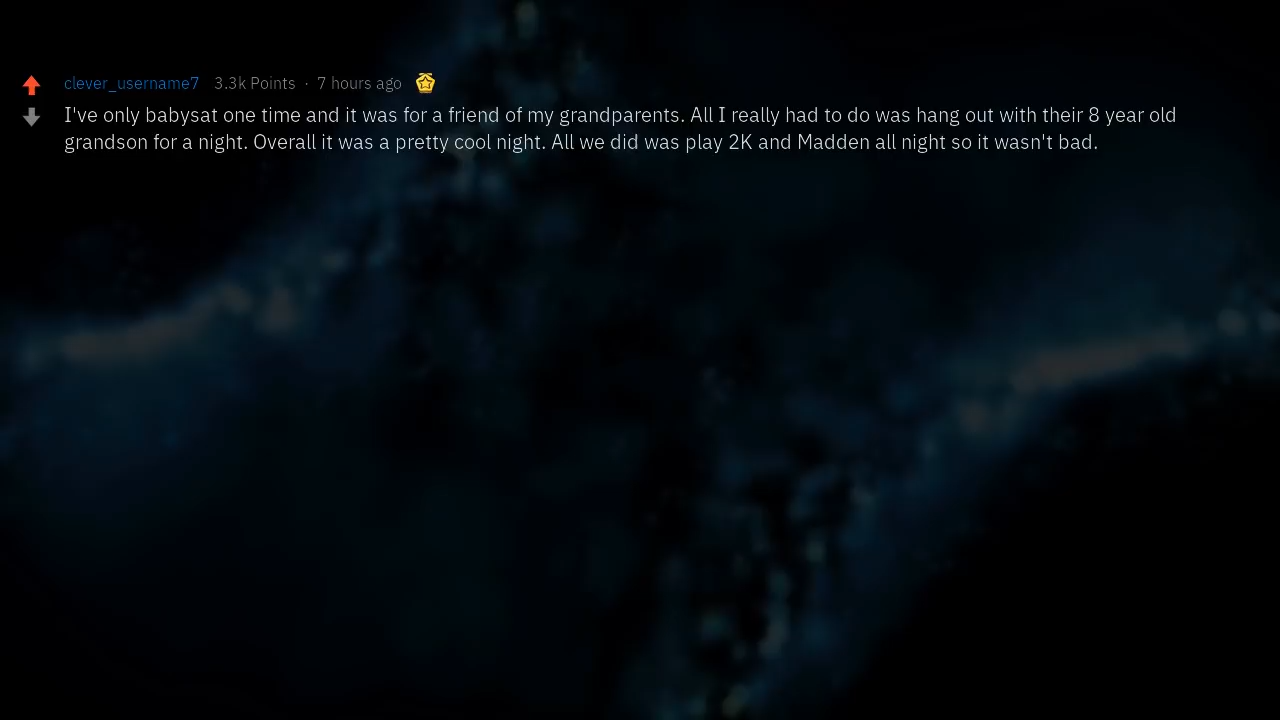 clever_username7 3.3k Points · 7 hours ago
I've only babysat one time and it was for a friend of my grandparents. All I really had to do was hang out with their 8 year old
grandson for a night. Overall it was a pretty cool night. All we did was play 2K and Madden all night so it wasn't bad.